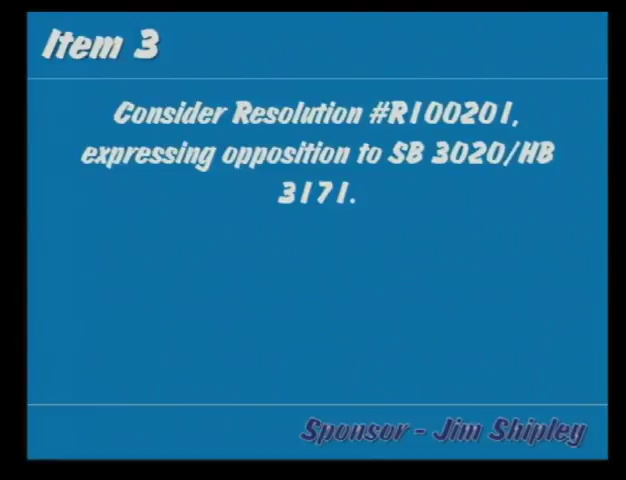 Item 3
Consider Resolution #R100201,
expressing opposition to SB 3020/HB
3171.
Sponsor - Jim Shipley